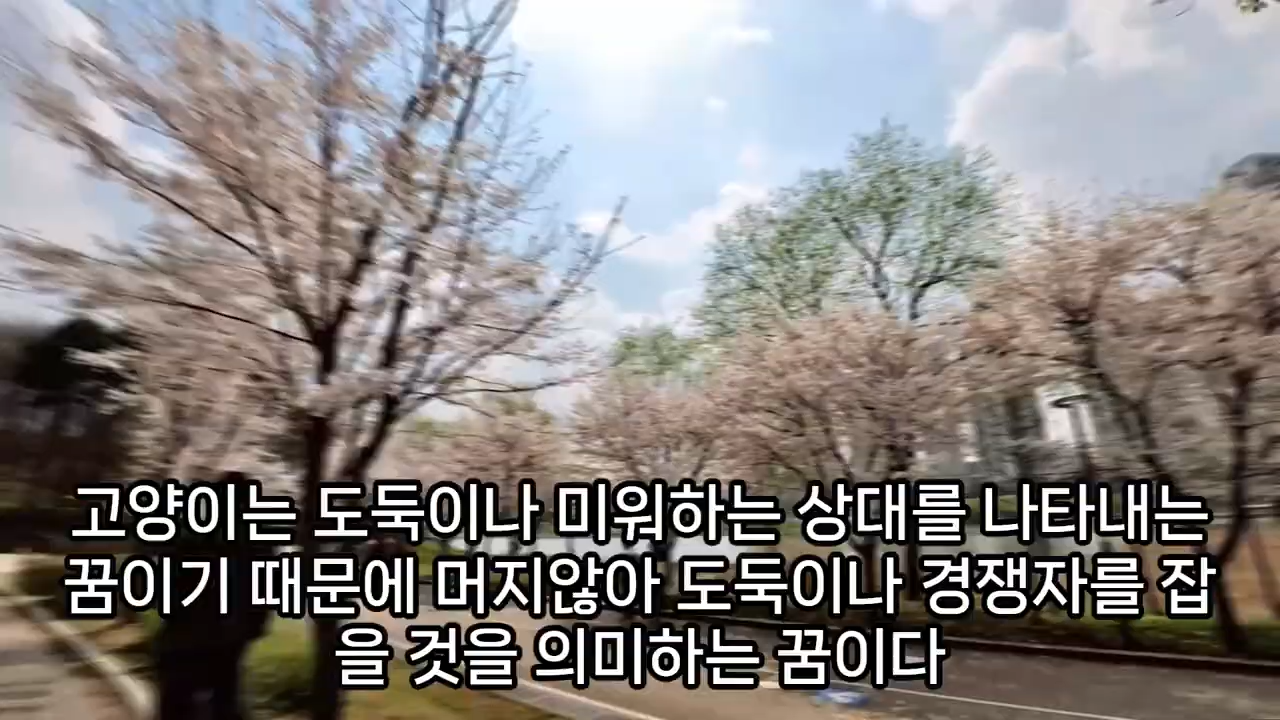 고양이는 도둑이나 미워하는 상대를 나타내는
꿈이기 때문에 머지않아 도둑이나 경쟁자를 잡
을 것을 의미하는 꿈이다